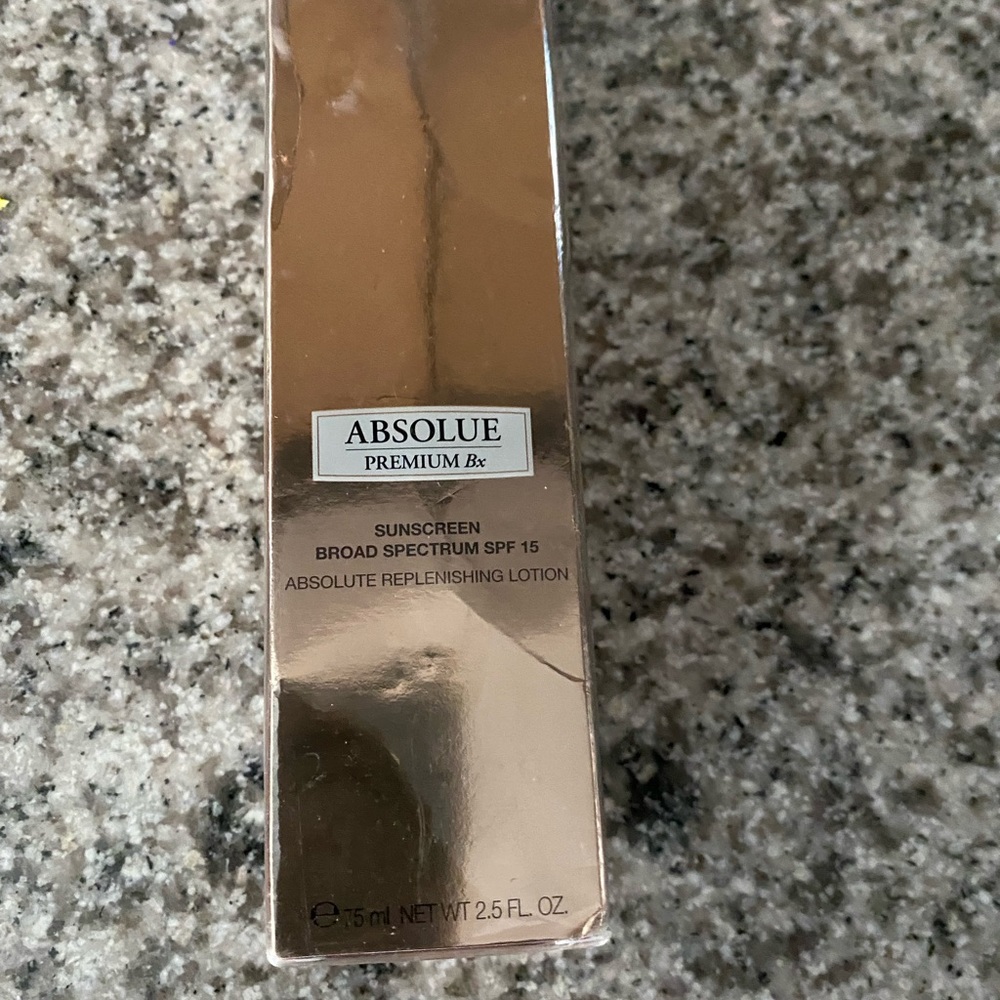 ABSOLUE
PREMIUM Bx
SUNSCREEN
BROAD SPECTRUM SPF 15
ABSOLUTE REPLENISHING LOTION
℮ 75 ml NET WT 2.5 FL. OZ.